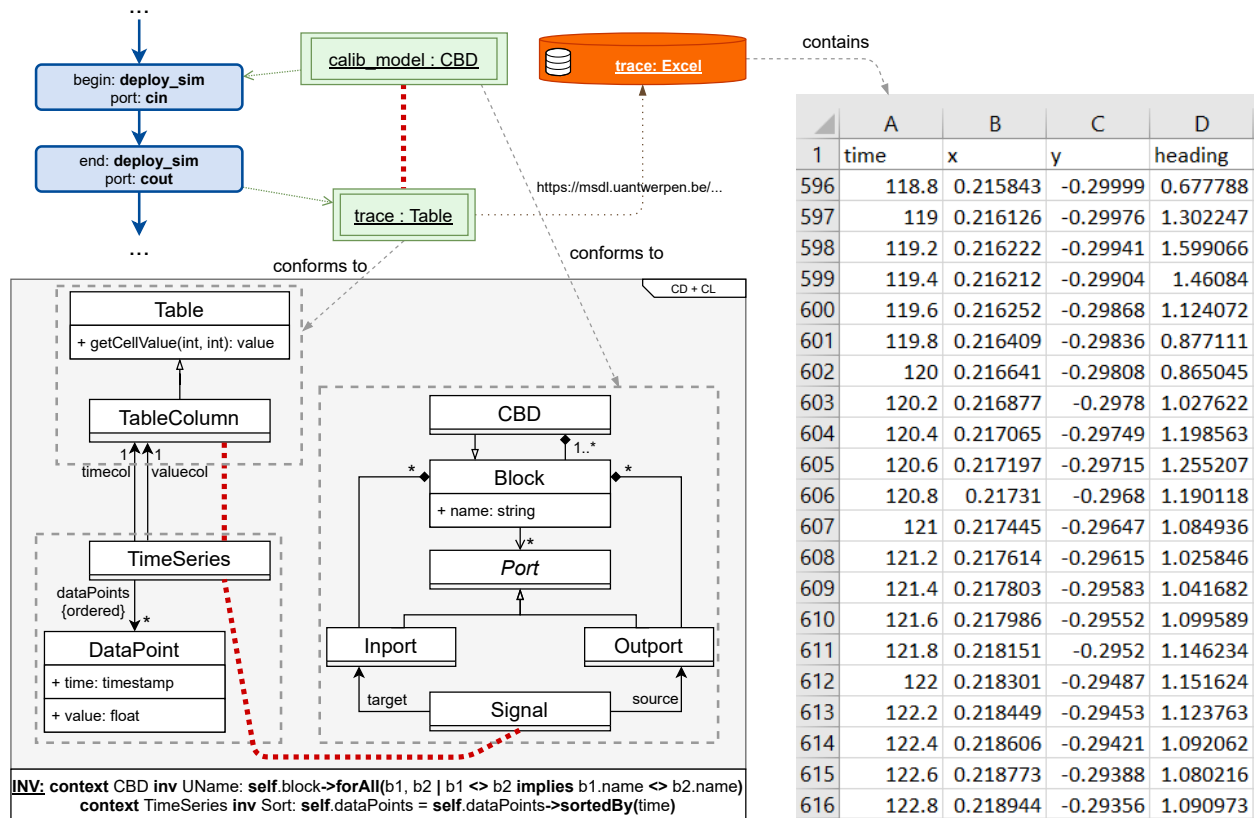 ...
begin: deploy_sim
port: cin
end: deploy_sim
port: cout
...
calib_model : CBD
trace : Table
trace: Excel
contains
https://msdl.uantwerpen.be/...
conforms to
conforms to
CD + CL
Table
+ getCellValue(int, int): value
TableColumn
1 1
timecol valuecol
TimeSeries
dataPoints
{ordered}
*
DataPoint
+ time: timestamp
+ value: float
CBD
1..*
* *
Block
+ name: string
*
Port
Inport Outport
target source
Signal
INV: context CBD inv UName: self.block->forAll(b1, b2 | b1 <> b2 implies b1.name <> b2.name)
context TimeSeries inv Sort: self.dataPoints = self.dataPoints->sortedBy(time)
A B C D
1 time x y heading
596 118.8 0.215843 -0.29999 0.677788
597 119 0.216126 -0.29976 1.302247
598 119.2 0.216222 -0.29941 1.599066
599 119.4 0.216212 -0.29904 1.46084
600 119.6 0.216252 -0.29868 1.124072
601 119.8 0.216409 -0.29836 0.877111
602 120 0.216641 -0.29808 0.865045
603 120.2 0.216877 -0.2978 1.027622
604 120.4 0.217065 -0.29749 1.198563
605 120.6 0.217197 -0.29715 1.255207
606 120.8 0.21731 -0.2968 1.190118
607 121 0.217445 -0.29647 1.084936
608 121.2 0.217614 -0.29615 1.025846
609 121.4 0.217803 -0.29583 1.041682
610 121.6 0.217986 -0.29552 1.099589
611 121.8 0.218151 -0.2952 1.146234
612 122 0.218301 -0.29487 1.151624
613 122.2 0.218449 -0.29453 1.123763
614 122.4 0.218606 -0.29421 1.092062
615 122.6 0.218773 -0.29388 1.080216
616 122.8 0.218944 -0.29356 1.090973